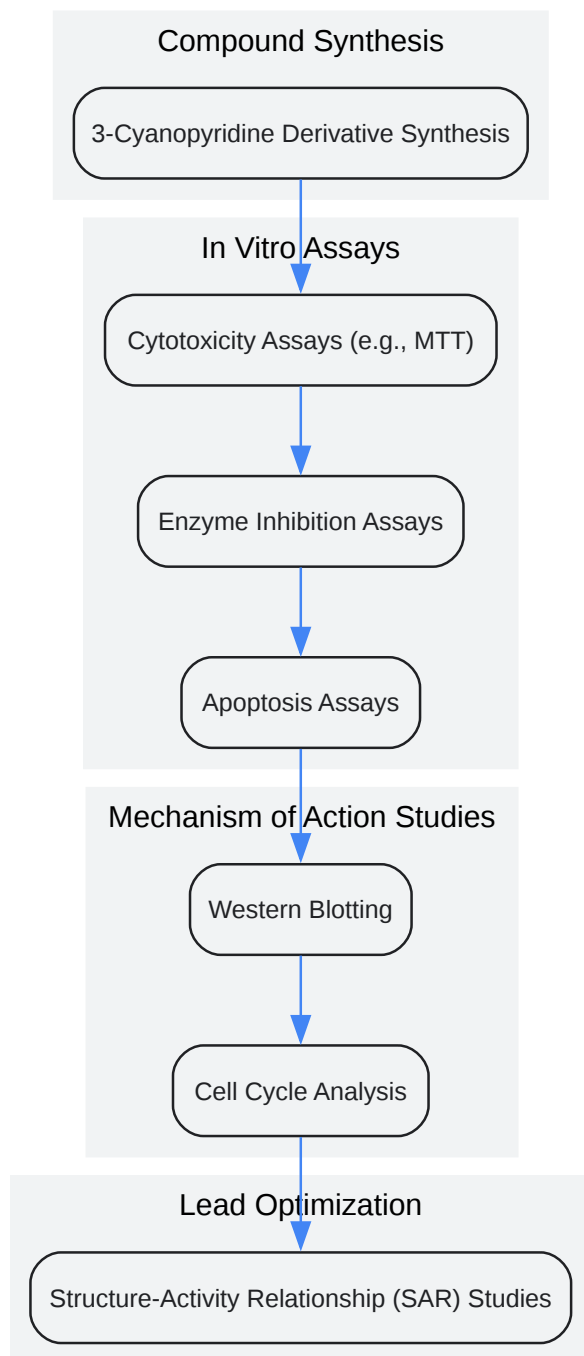 Compound Synthesis
3-Cyanopyridine Derivative Synthesis
In Vitro Assays
Cytotoxicity Assays (e.g., MTT)
Enzyme Inhibition Assays
Apoptosis Assays
Mechanism of Action Studies
Western Blotting
Cell Cycle Analysis
Lead Optimization
Structure-Activity Relationship (SAR) Studies